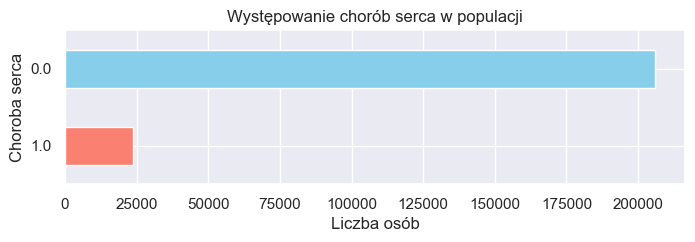 Występowanie chorób serca w populacji
Choroba serca
0.0
1.0
0 25000 50000 75000 100000 125000 150000 175000 200000
Liczba osób